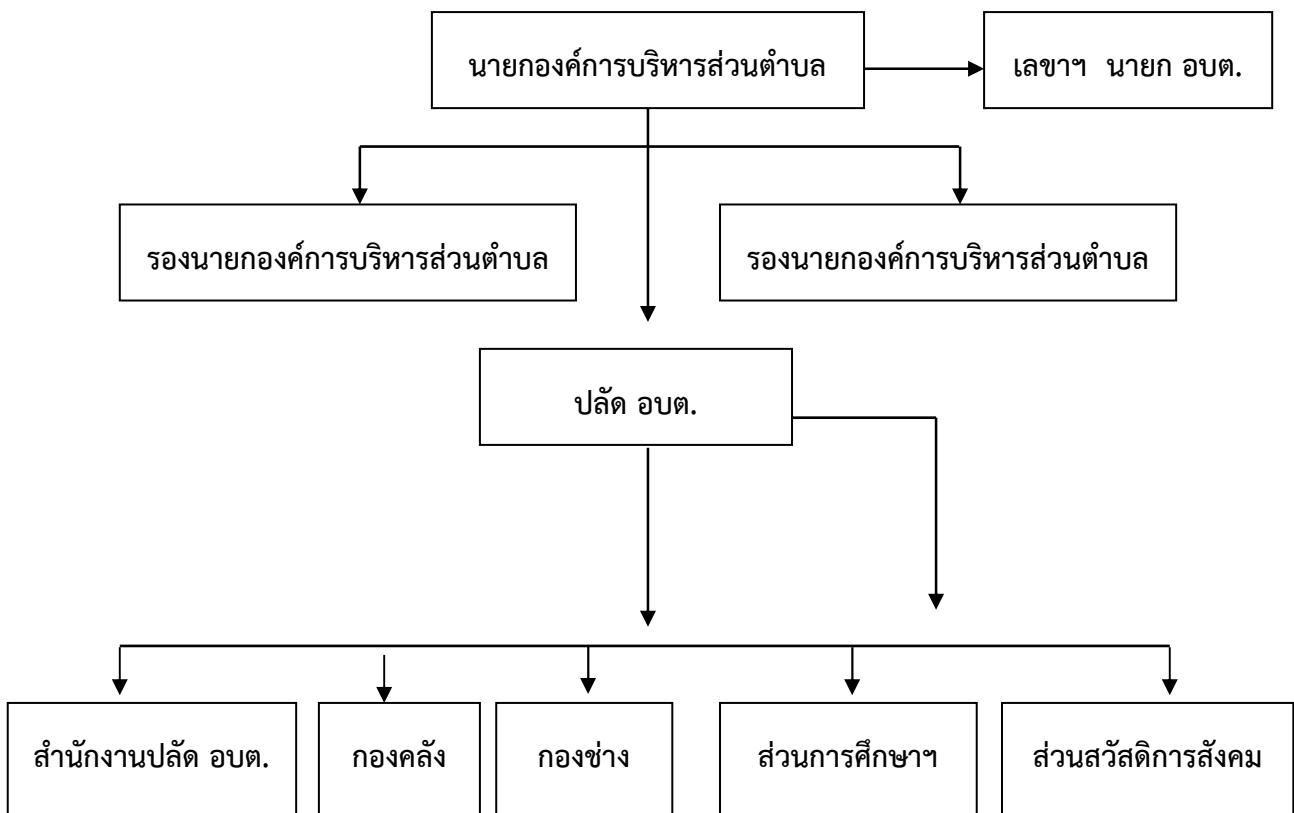 นายกองค์การบริหารส่วนตำบล
เลขาฯ นายก อบต.
รองนายกองค์การบริหารส่วนตำบล
รองนายกองค์การบริหารส่วนตำบล
ปลัด อบต.
สำนักงานปลัด อบต.
กองคลัง
กองช่าง
ส่วนการศึกษาฯ
ส่วนสวัสดิการสังคม